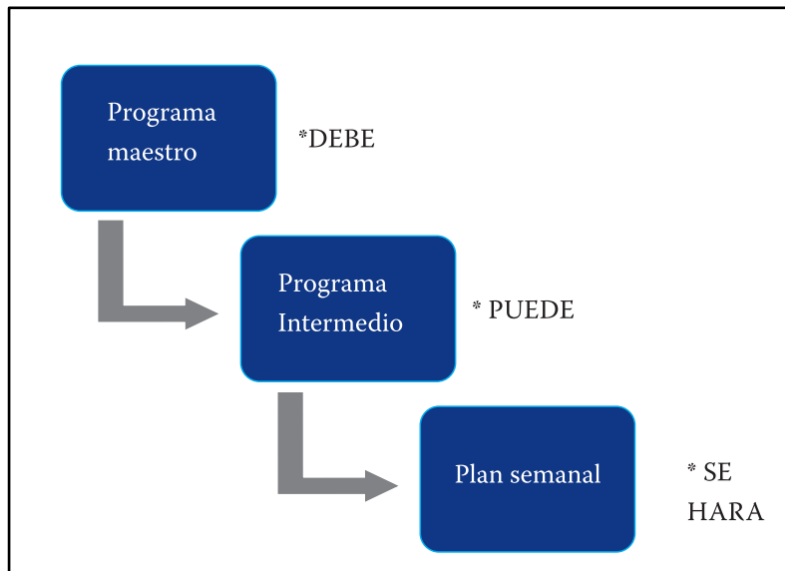 Programa
maestro
*DEBE
Programa
Intermedio
* PUEDE
Plan semanal
* SE
HARA